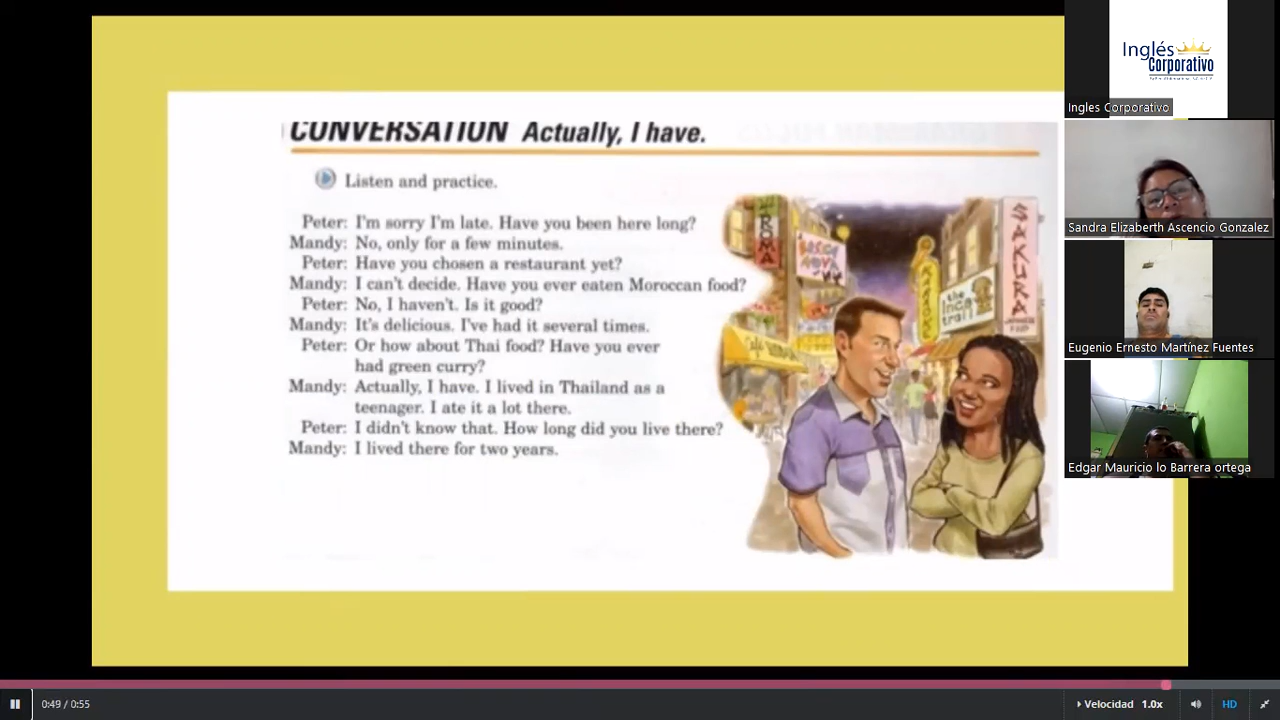 CONVERSATION Actually, I have.
Listen and practice.
Peter: I'm sorry I'm late. Have you been here long?
Mandy: No, only for a few minutes.
Peter: Have you chosen a restaurant yet?
Mandy: I can't decide. Have you ever eaten Moroccan food?
Peter: No, I haven't. Is it good?
Mandy: It's delicious. I've had it several times.
Peter: Or how about Thai food? Have you ever
had green curry?
Mandy: Actually, I have. I lived in Thailand as a
teenager. I ate it a lot there.
Peter: I didn't know that. How long did you live there?
Mandy: I lived there for two years.
ROMA
KARAOKE
the
Inca
trail
SAKURA
Inglés
Corporativo
Ingles Corporativo
Sandra Elizaberth Ascencio Gonzalez
Eugenio Ernesto Martínez Fuentes
Edgar Mauricio lo Barrera ortega
0:49 / 0:55
Velocidad 1.0x
HD